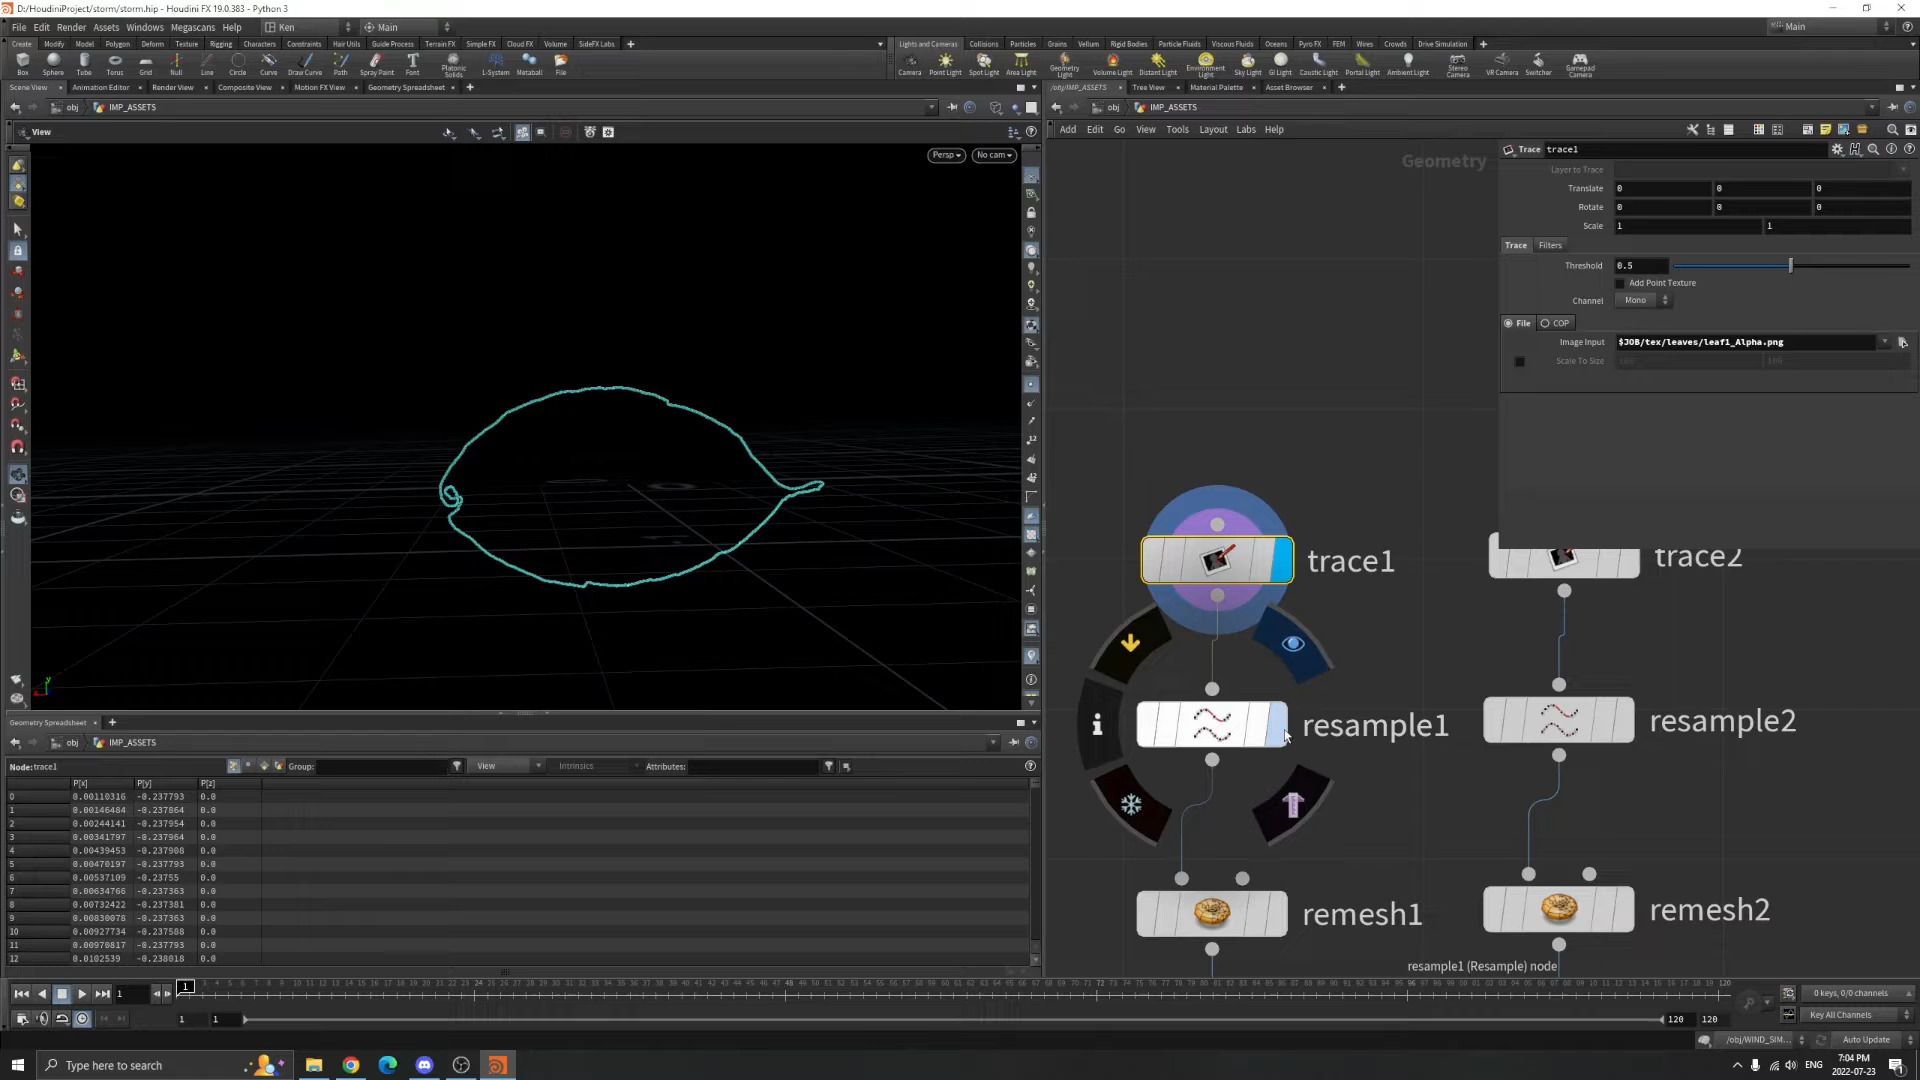 D:/HoudiniProject/storm/storm.hip - Houdini FX 19.0.383 - Python 3
File Edit Render Assets Windows Megascans Help Ken Main Main
Create Modify Model Polygon Deform Texture Rigging Characters Constraints Hair Utils Guide Process Terrain FX Simple FX Cloud FX Volume SideFX Labs
Lights and Cameras Collisions Particles Grains Vellum Rigid Bodies Particle Fluids Viscous Fluids Oceans Pyro FX FEM Wires Crowds Drive Simulation
Box Sphere Tube Torus Grid Null Line Circle Curve Draw Curve Path Spray Paint Font Platonic Solids L-System Metaball File
Camera Point Light Spot Light Area Light Geometry Light Volume Light Distant Light Environment Light Sky Light GI Light Caustic Light Portal Light Ambient Light Stereo Camera VR Camera Switcher Gamepad Camera
Scene View Animation Editor Render View Composite View Motion FX View Geometry Spreadsheet
/obj/IMP_ASSETS Tree View Material Palette Asset Browser
obj IMP_ASSETS
obj IMP_ASSETS
View
Persp No cam
Add Edit Go View Tools Layout Labs Help
Geometry
Trace trace1
Layer to Trace
Translate 0 0 0
Rotate 0 0 0
Scale 1 1
Trace Filters
Threshold 0.5
Add Point Texture
Channel Mono
File COP
Image Input $JOB/tex/leaves/leaf1_Alpha.png
Scale To Size
trace1
trace2
resample1
resample2
remesh1
remesh2
resample1 (Resample) node
Geometry Spreadsheet
obj IMP_ASSETS
Node: trace1 Group: View Intrinsics Attributes:
P[x] P[y] P[z]
0 0.00110316 -0.237793 0.0
1 0.00146484 -0.237864 0.0
2 0.00244141 -0.237954 0.0
3 0.00341797 -0.237964 0.0
4 0.00439453 -0.237908 0.0
5 0.00470197 -0.237793 0.0
6 0.00537109 -0.23755 0.0
7 0.00634766 -0.237363 0.0
8 0.00732422 -0.237381 0.0
9 0.00830078 -0.237363 0.0
10 0.00927734 -0.237588 0.0
11 0.00970817 -0.237793 0.0
12 0.0102539 -0.238018 0.0
1 1 24 48 72 96 120
0 keys, 0/0 channels
1 1 120 120 Key All Channels
/obj/WIND_SIM... Auto Update
Type here to search
ENG 7:04 PM
2022-07-23